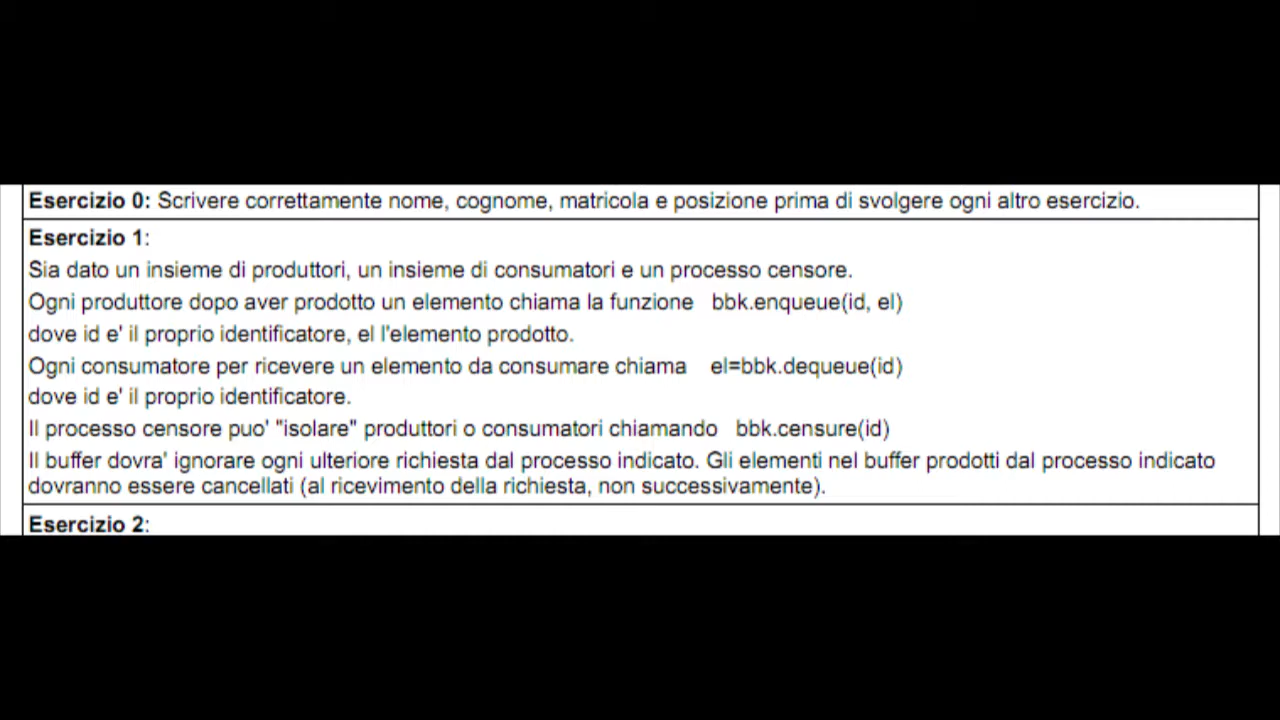 Esercizio 0: Scrivere correttamente nome, cognome, matricola e posizione prima di svolgere ogni altro esercizio.
Esercizio 1:
Sia dato un insieme di produttori, un insieme di consumatori e un processo censore.
Ogni produttore dopo aver prodotto un elemento chiama la funzione bbk.enqueue(id, el)
dove id e' il proprio identificatore, el l'elemento prodotto.
Ogni consumatore per ricevere un elemento da consumare chiama el=bbk.dequeue(id)
dove id e' il proprio identificatore.
Il processo censore puo' "isolare" produttori o consumatori chiamando bbk.censure(id)
Il buffer dovra' ignorare ogni ulteriore richiesta dal processo indicato. Gli elementi nel buffer prodotti dal processo indicato
dovranno essere cancellati (al ricevimento della richiesta, non successivamente).
Esercizio 2: